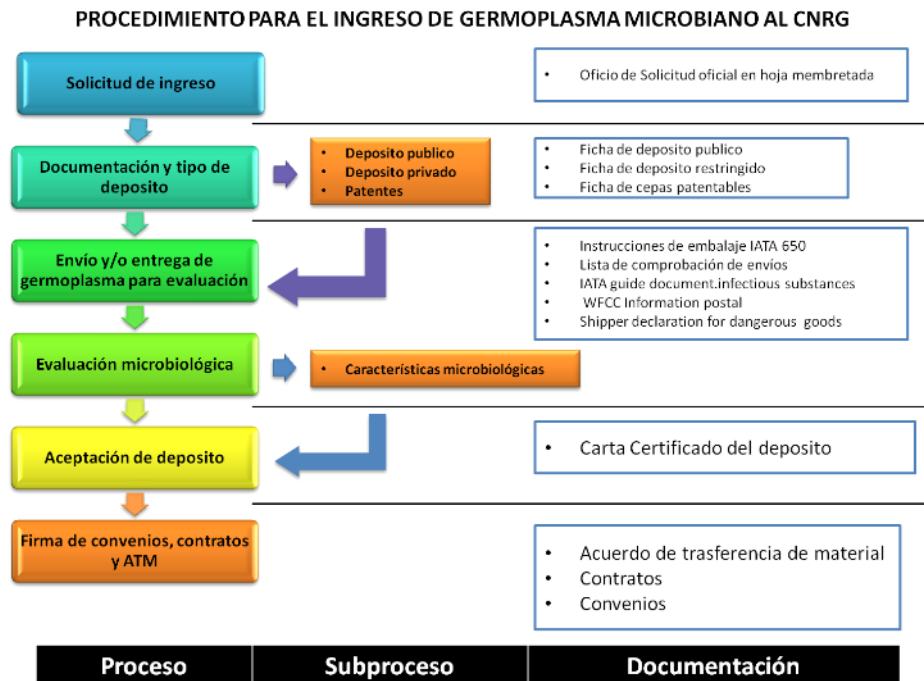 PROCEDIMIENTO PARA EL INGRESO DE GERMOPLASMA MICROBIANO AL CNRG
Solicitud de ingreso
• Oficio de Solicitud oficial en hoja membretada
Documentación y tipo de
deposito
• Deposito publico
• Deposito privado
• Patentes
• Ficha de deposito publico
• Ficha de deposito restringido
• Ficha de cepas patentables
Envío y/o entrega de
germoplasma para evaluación
• Instrucciones de embalaje IATA 650
• Lista de comprobación de envíos
• IATA guide document.infectious substances
• WFCC Information postal
• Shipper declaration for dangerous goods
Evaluación microbiológica
• Características microbiológicas
Aceptación de deposito
• Carta Certificado del deposito
Firma de convenios, contratos
y ATM
• Acuerdo de trasferencia de material
• Contratos
• Convenios
Proceso
Subproceso
Documentación